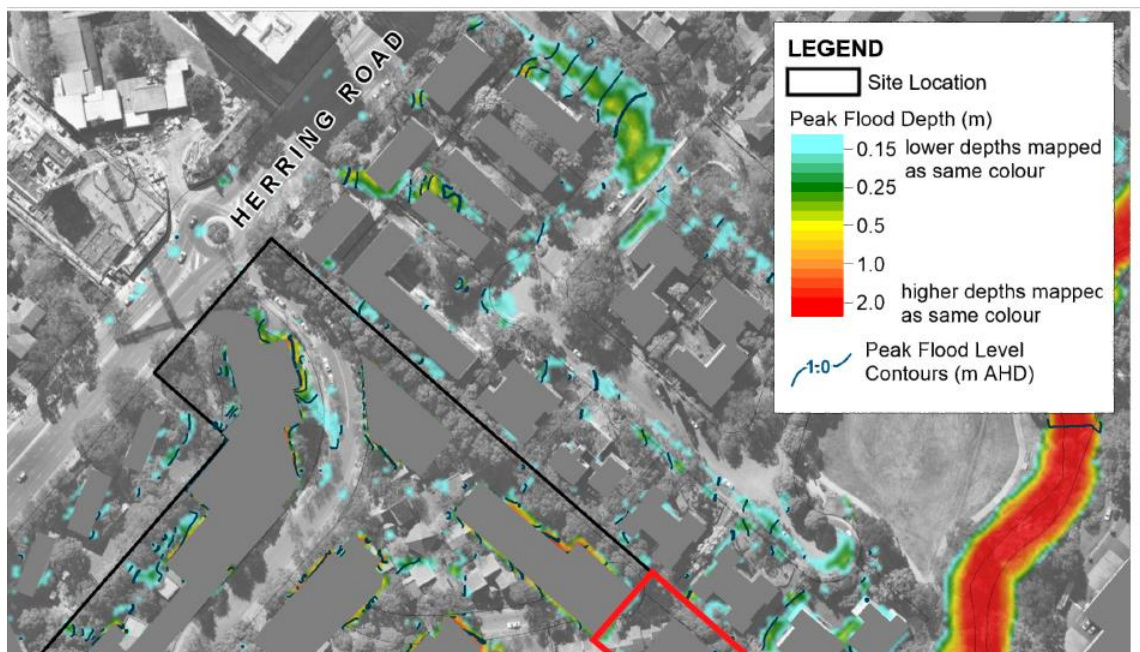 HERRING ROAD
LEGEND
Site Location
Peak Flood Depth (m)
0.15 lower depths mapped
as same colour
0.25
0.5
1.0
2.0 higher depths mapped
as same colour
1:0 Peak Flood Level
Contours (m AHD)